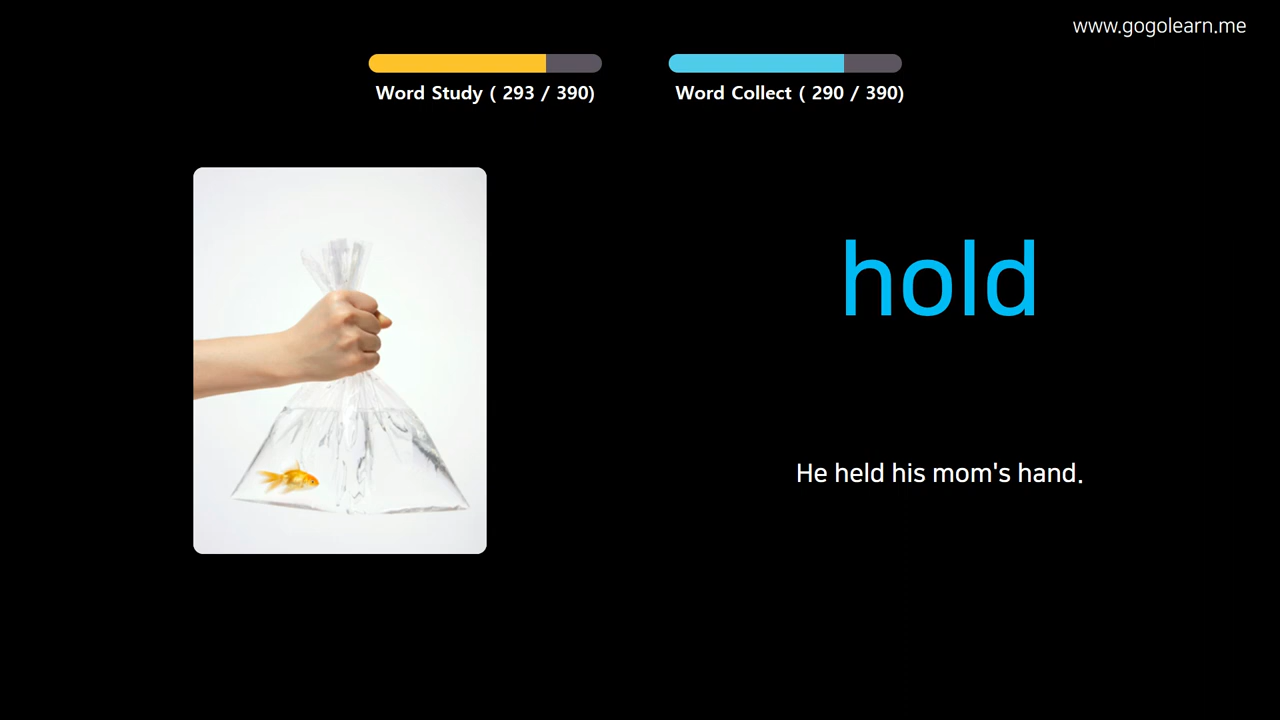 www.gogolearn.me
Word Study ( 293 / 390)
Word Collect ( 290 / 390)
hold
He held his mom's hand.